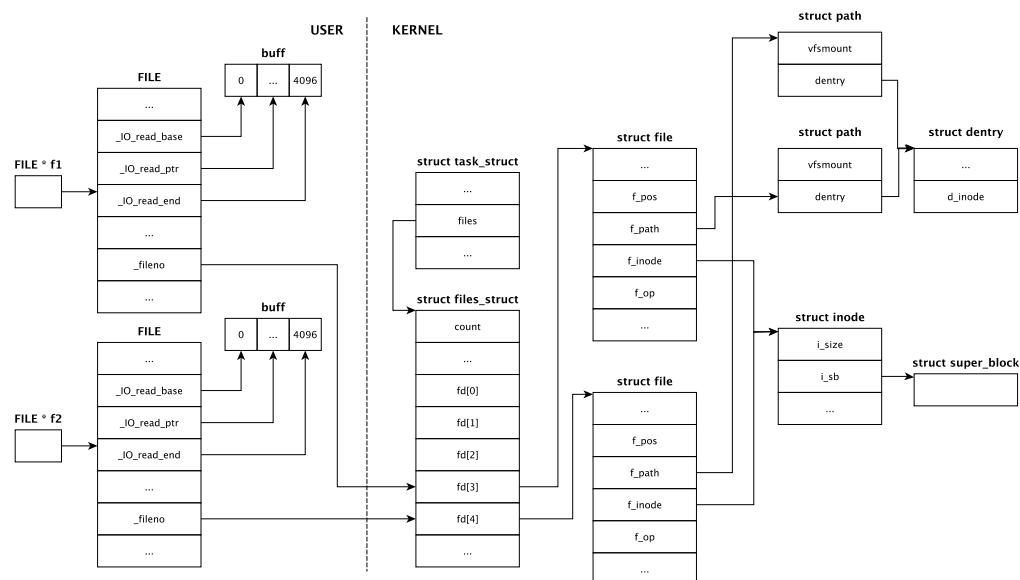 USER
KERNEL
buff
0
...
4096
FILE
...
_IO_read_base
_IO_read_ptr
_IO_read_end
...
_fileno
...
FILE * f1
buff
0
...
4096
FILE
...
_IO_read_base
_IO_read_ptr
_IO_read_end
...
_fileno
...
FILE * f2
struct task_struct
...
files
...
struct files_struct
count
...
fd[0]
fd[1]
fd[2]
fd[3]
fd[4]
...
struct file
...
f_pos
f_path
f_inode
f_op
...
struct file
...
f_pos
f_path
f_inode
f_op
...
struct path
vfsmount
dentry
struct path
vfsmount
dentry
struct dentry
...
d_inode
struct inode
i_size
i_sb
...
struct super_block